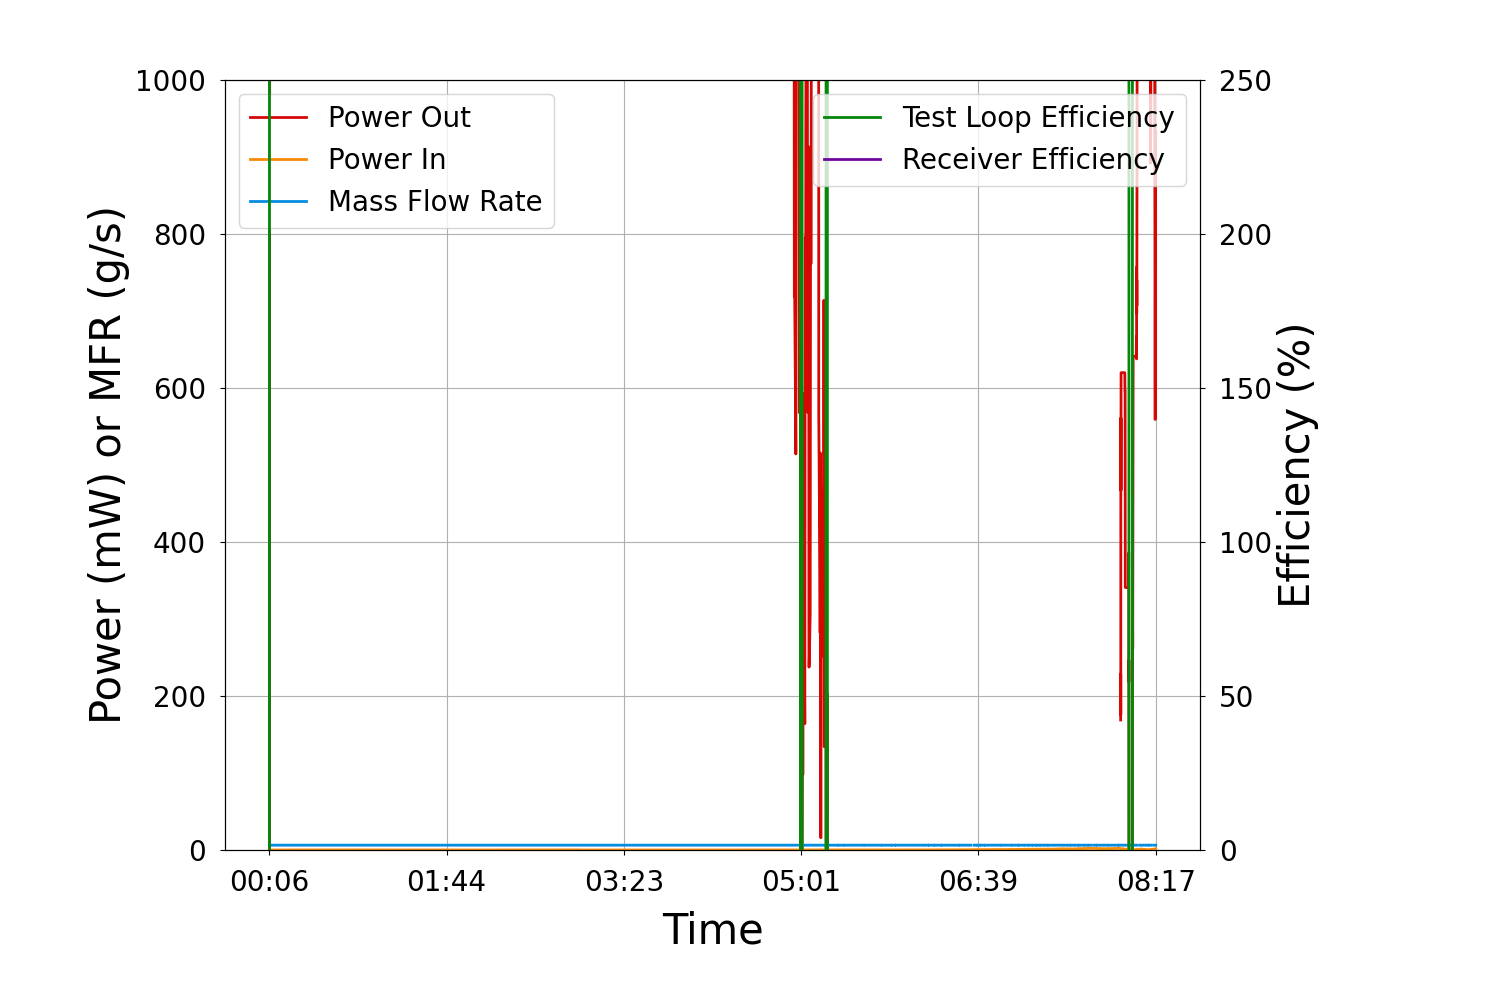 1000
800
600
400
200
0
Power (mW) or MFR (g/s)
Power Out
Power In
Mass Flow Rate
Test Loop Efficiency
Receiver Efficiency
250
200
150
100
50
0
Efficiency (%)
00:06 01:44 03:23 05:01 06:39 08:17
Time